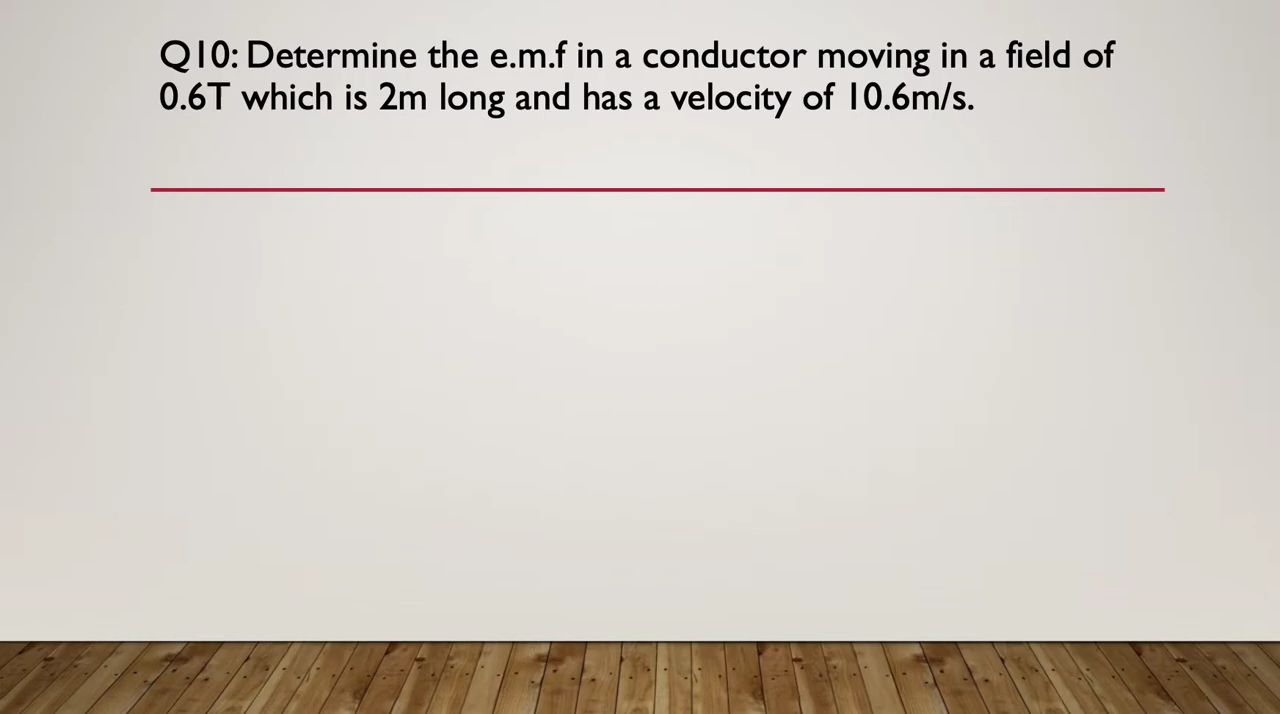 Q10: Determine the e.m.f in a conductor moving in a field of
0.6T which is 2m long and has a velocity of 10.6m/s.